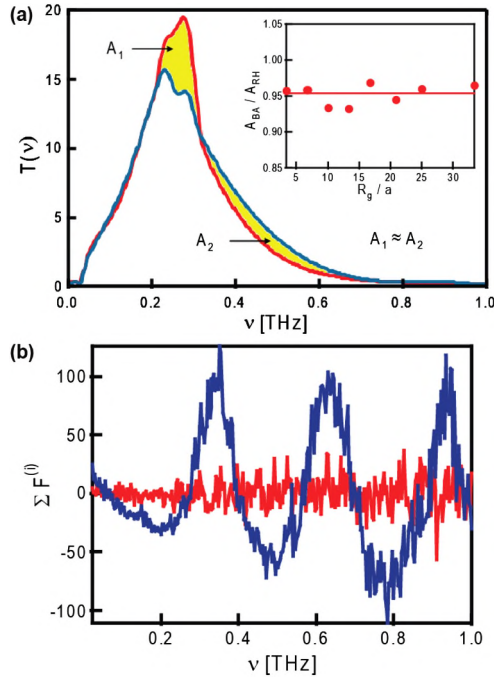 (a)
20
15
10
5
0
T(ν)
A1
A2
A1 ≈ A2
0.0 0.2 0.4 0.6 0.8 1.0
ν [THz]
ABA / ARH
1.05
1.00
0.95
0.90
0.85
10 15 20 25 30
Rg / a
(b)
100
50
0
-50
-100
Σ F(i)
0.2 0.4 0.6 0.8 1.0
ν [THz]